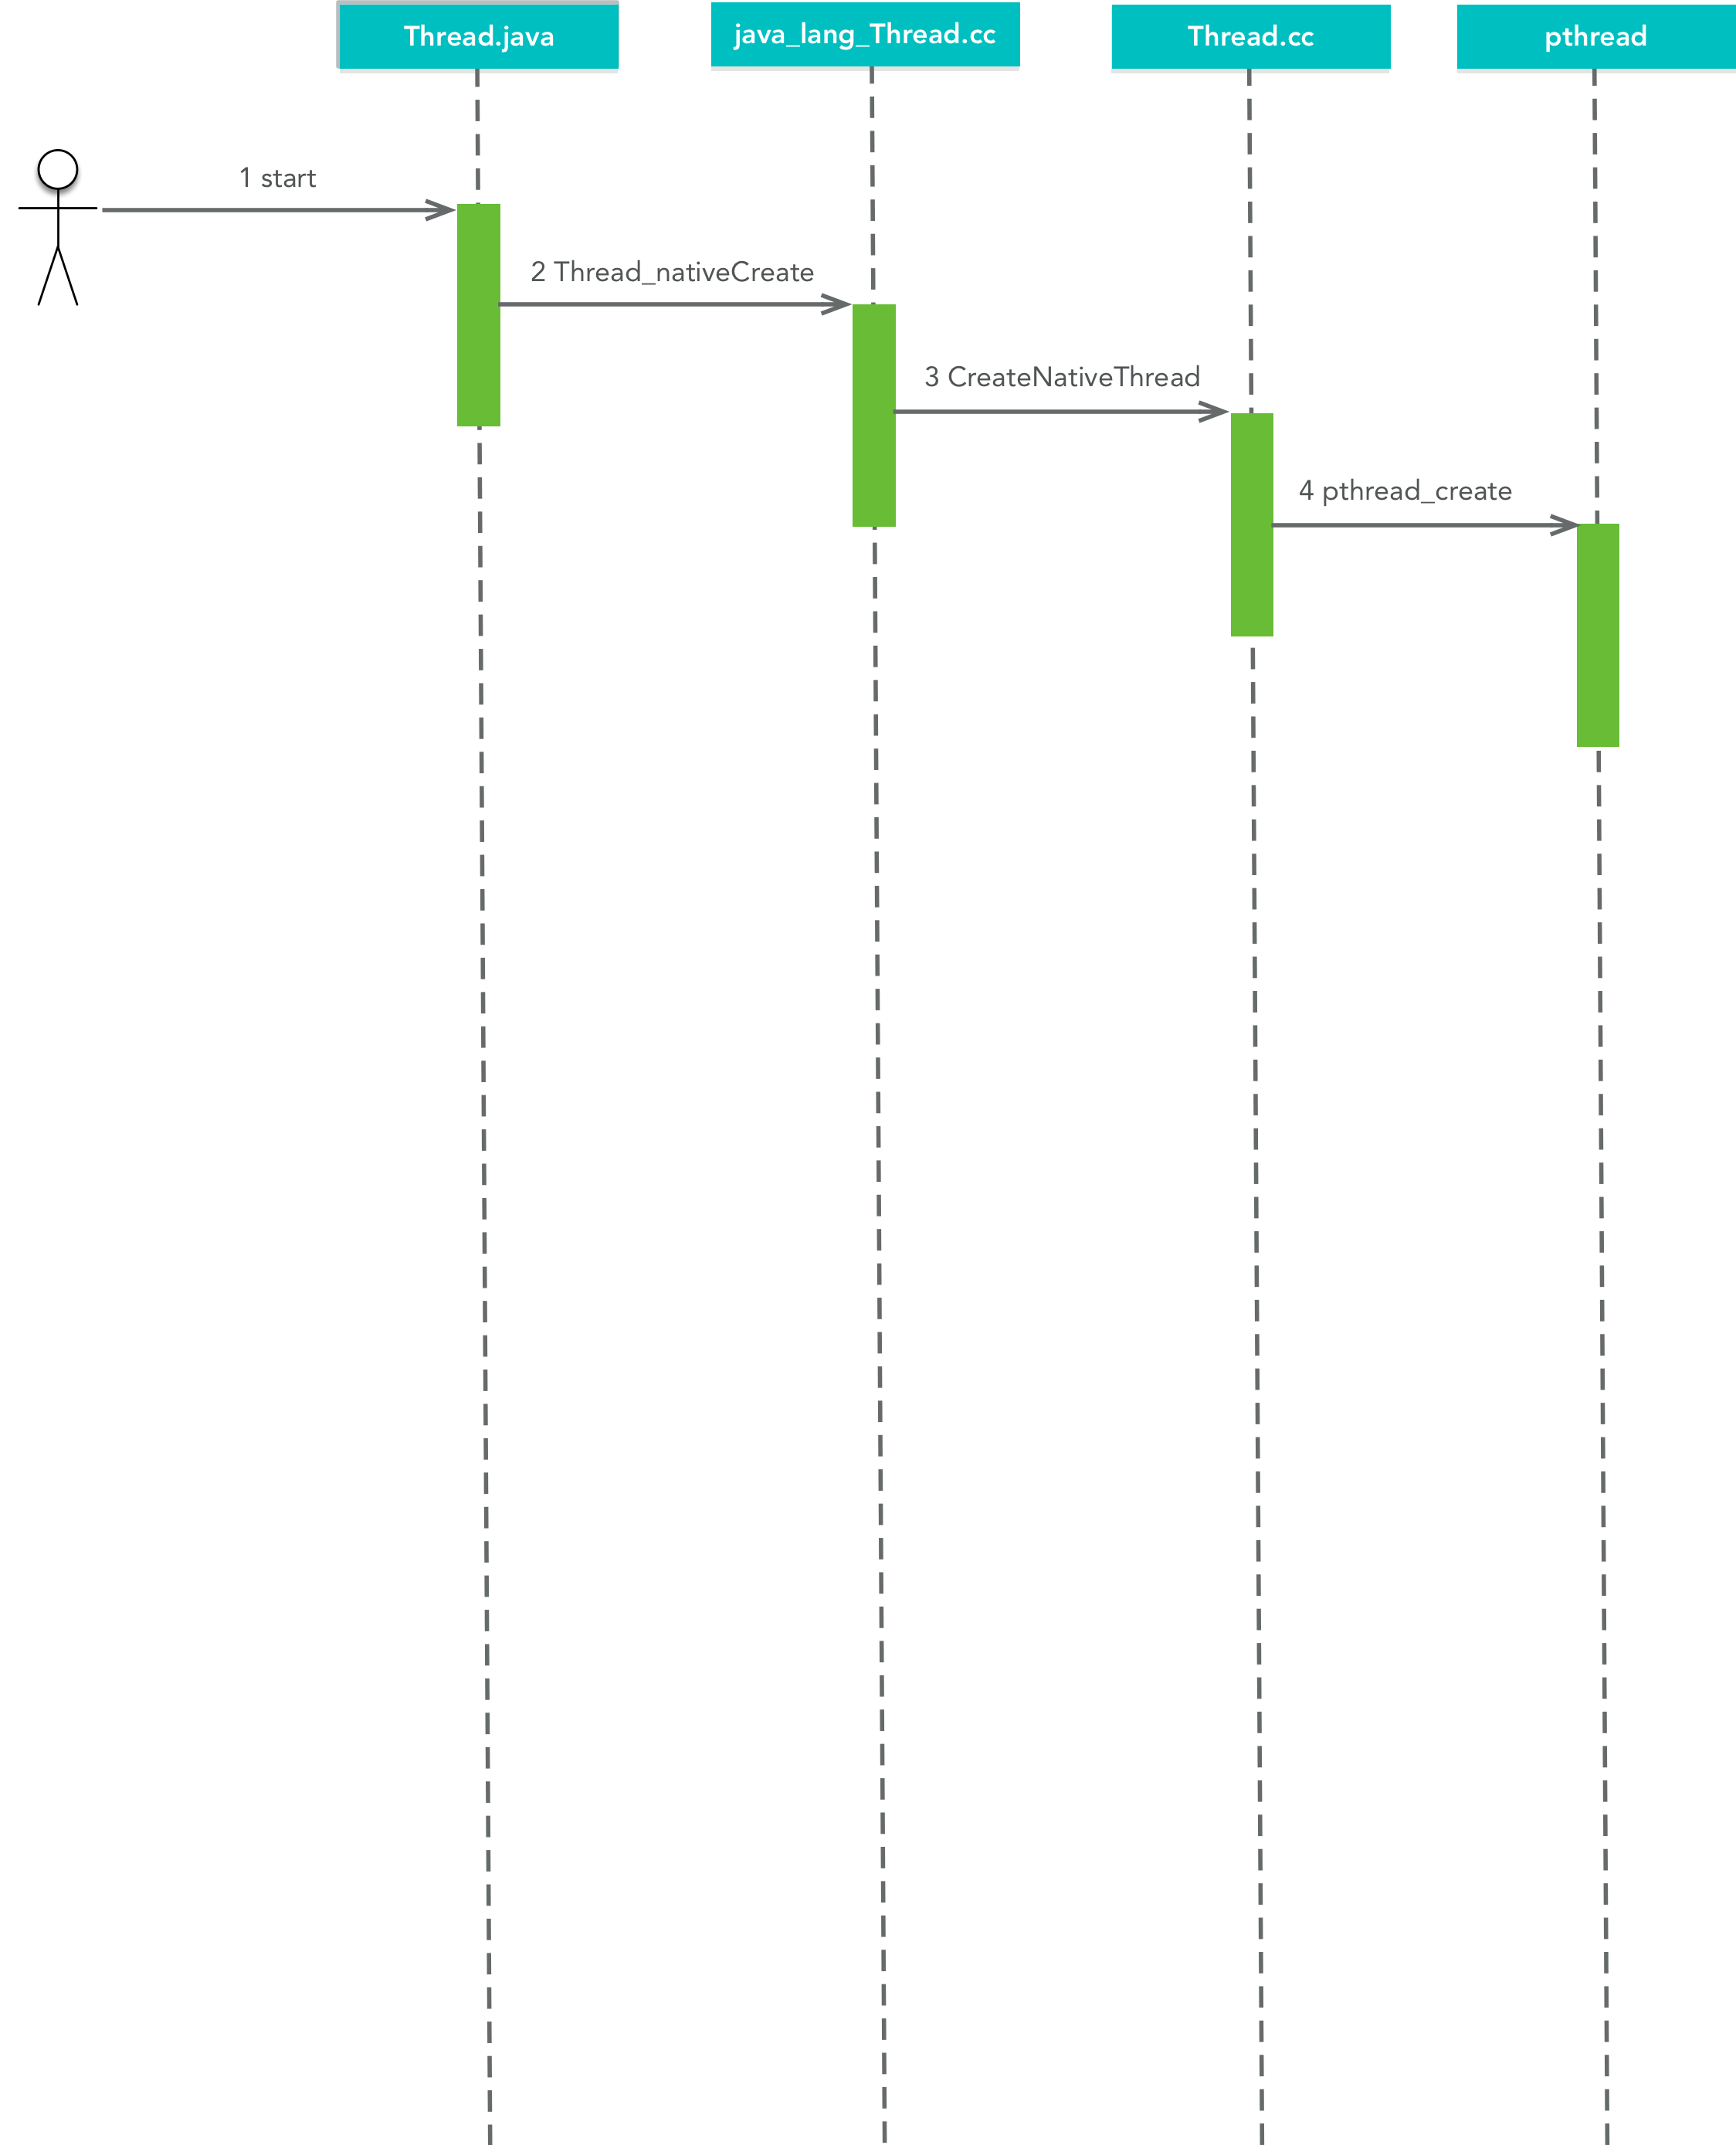 Thread.java
java_lang_Thread.cc
Thread.cc
pthread
1 start
2 Thread_nativeCreate
3 CreateNativeThread
4 pthread_create